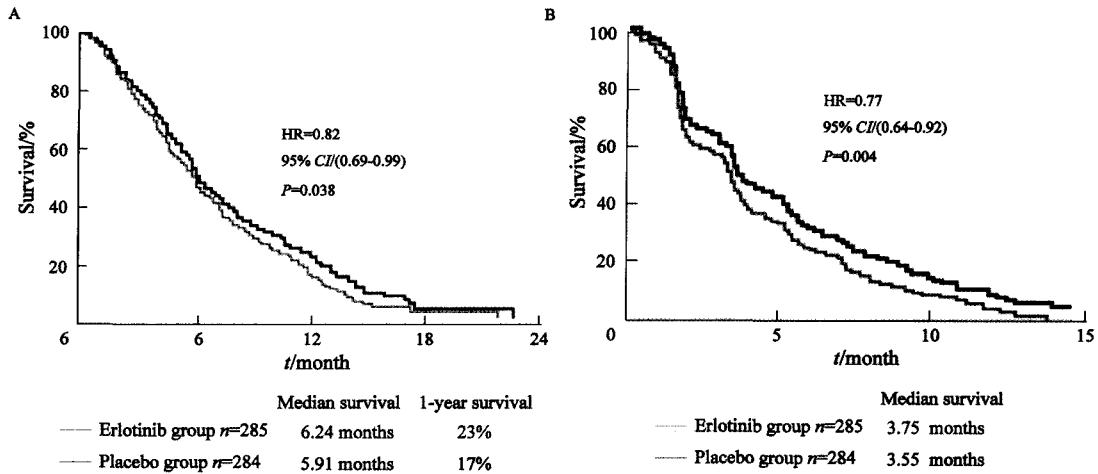 A
100
80
60
40
20
Survival/%
HR=0.82
95% CI/(0.69-0.99)
P=0.038
6 6 12 18 24
t/month
Median survival 1-year survival
Erlotinib group n=285 6.24 months 23%
Placebo group n=284 5.91 months 17%
B
100
80
60
40
20
Survival/%
HR=0.77
95% CI/(0.64-0.92)
P=0.004
0 5 10 15
t/month
Median survival
Erlotinib group n=285 3.75 months
Placebo group n=284 3.55 months